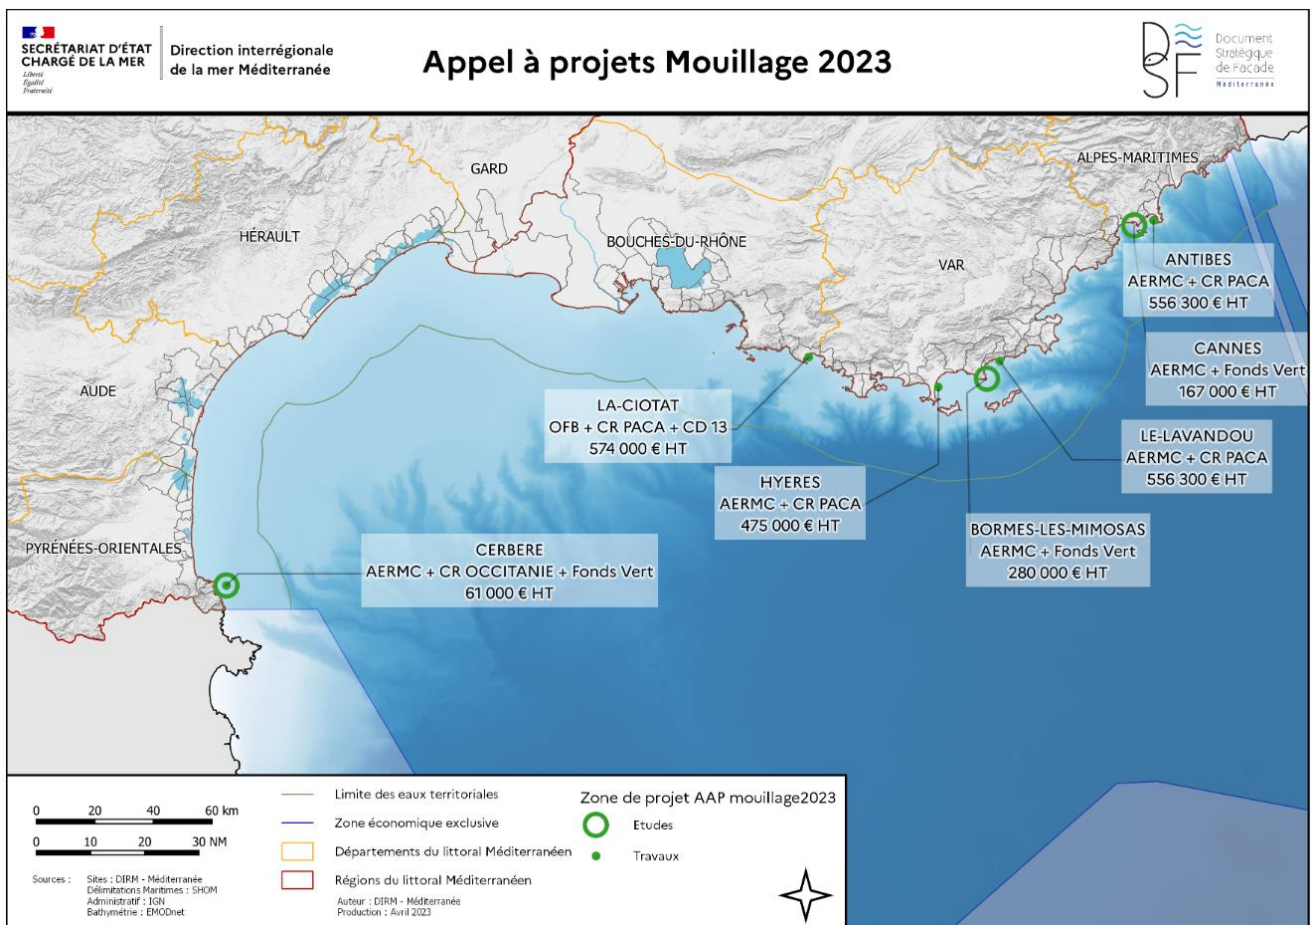 SECRÉTARIAT D'ÉTAT
CHARGÉ DE LA MER
Liberté
Égalité
Fraternité
Direction interrégionale
de la mer Méditerranée
Appel à projets Mouillage 2023
DSF
Document
Stratégique
de Façade
Méditerranée
ALPES-MARITIMES
GARD
HÉRAULT
BOUCHES-DU-RHÔNE
VAR
ANTIBES
AERMC + CR PACA
556 300 € HT
CANNES
AERMC + Fonds Vert
167 000 € HT
AUDE
LA-CIOTAT
OFB + CR PACA + CD 13
574 000 € HT
LE-LAVANDOU
AERMC + CR PACA
556 300 € HT
HYERES
AERMC + CR PACA
475 000 € HT
BORMES-LES-MIMOSAS
AERMC + Fonds Vert
280 000 € HT
PYRÉNÉES-ORIENTALES
CERBERE
AERMC + CR OCCITANIE + Fonds Vert
61 000 € HT
0 20 40 60 km
0 10 20 30 NM
Sources : Sites : DIRM - Méditerranée
Délimitations Maritimes : SHOM
Administratif : IGN
Bathymétrie : EMODnet
Limite des eaux territoriales
Zone économique exclusive
Départements du littoral Méditerranéen
Régions du littoral Méditerranéen
Auteur : DIRM - Méditerranée
Production : Avril 2023
Zone de projet AAP mouillage2023
Etudes
Travaux